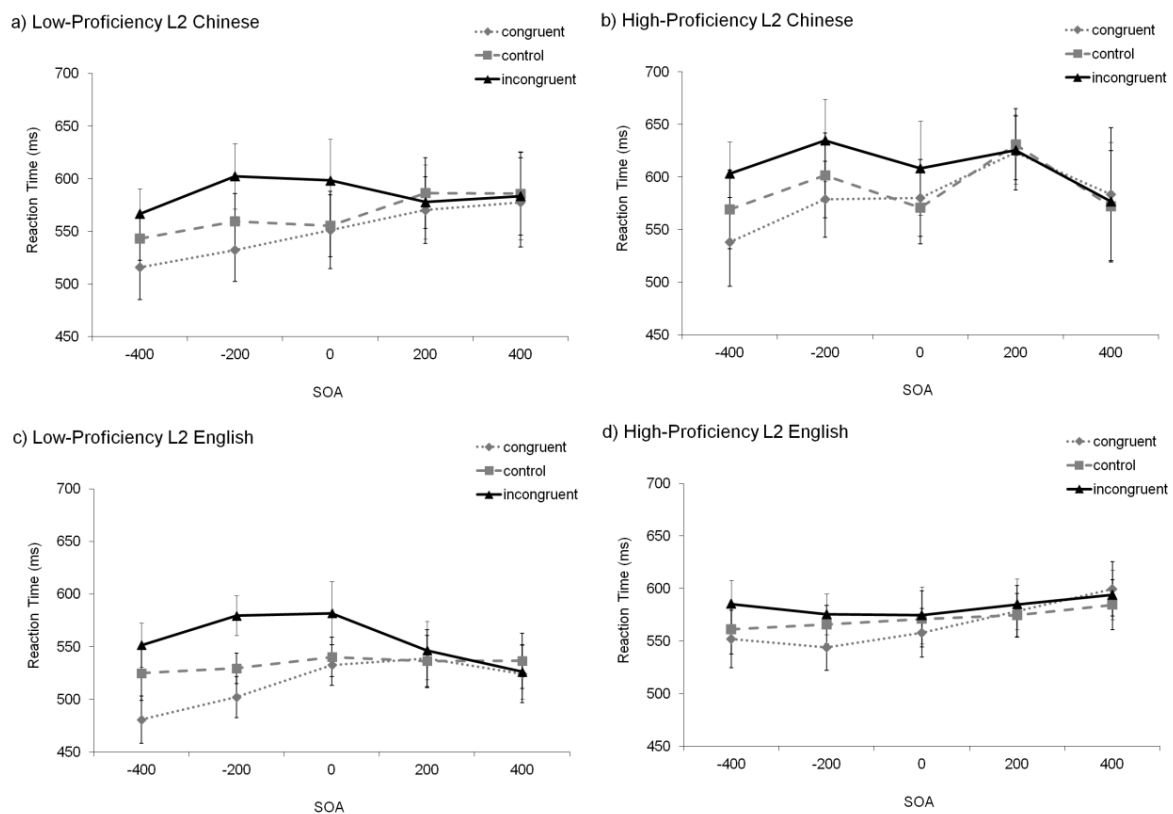 a) Low-Proficiency L2 Chinese
congruent
control
incongruent
700
650
600
550
500
450
Reaction Time (ms)
-400 -200 0 200 400
SOA
b) High-Proficiency L2 Chinese
congruent
control
incongruent
700
650
600
550
500
450
Reaction Time (ms)
-400 -200 0 200 400
SOA
c) Low-Proficiency L2 English
congruent
control
incongruent
700
650
600
550
500
450
Reaction Time (ms)
-400 -200 0 200 400
SOA
d) High-Proficiency L2 English
congruent
control
incongruent
700
650
600
550
500
450
Reaction Time (ms)
-400 -200 0 200 400
SOA